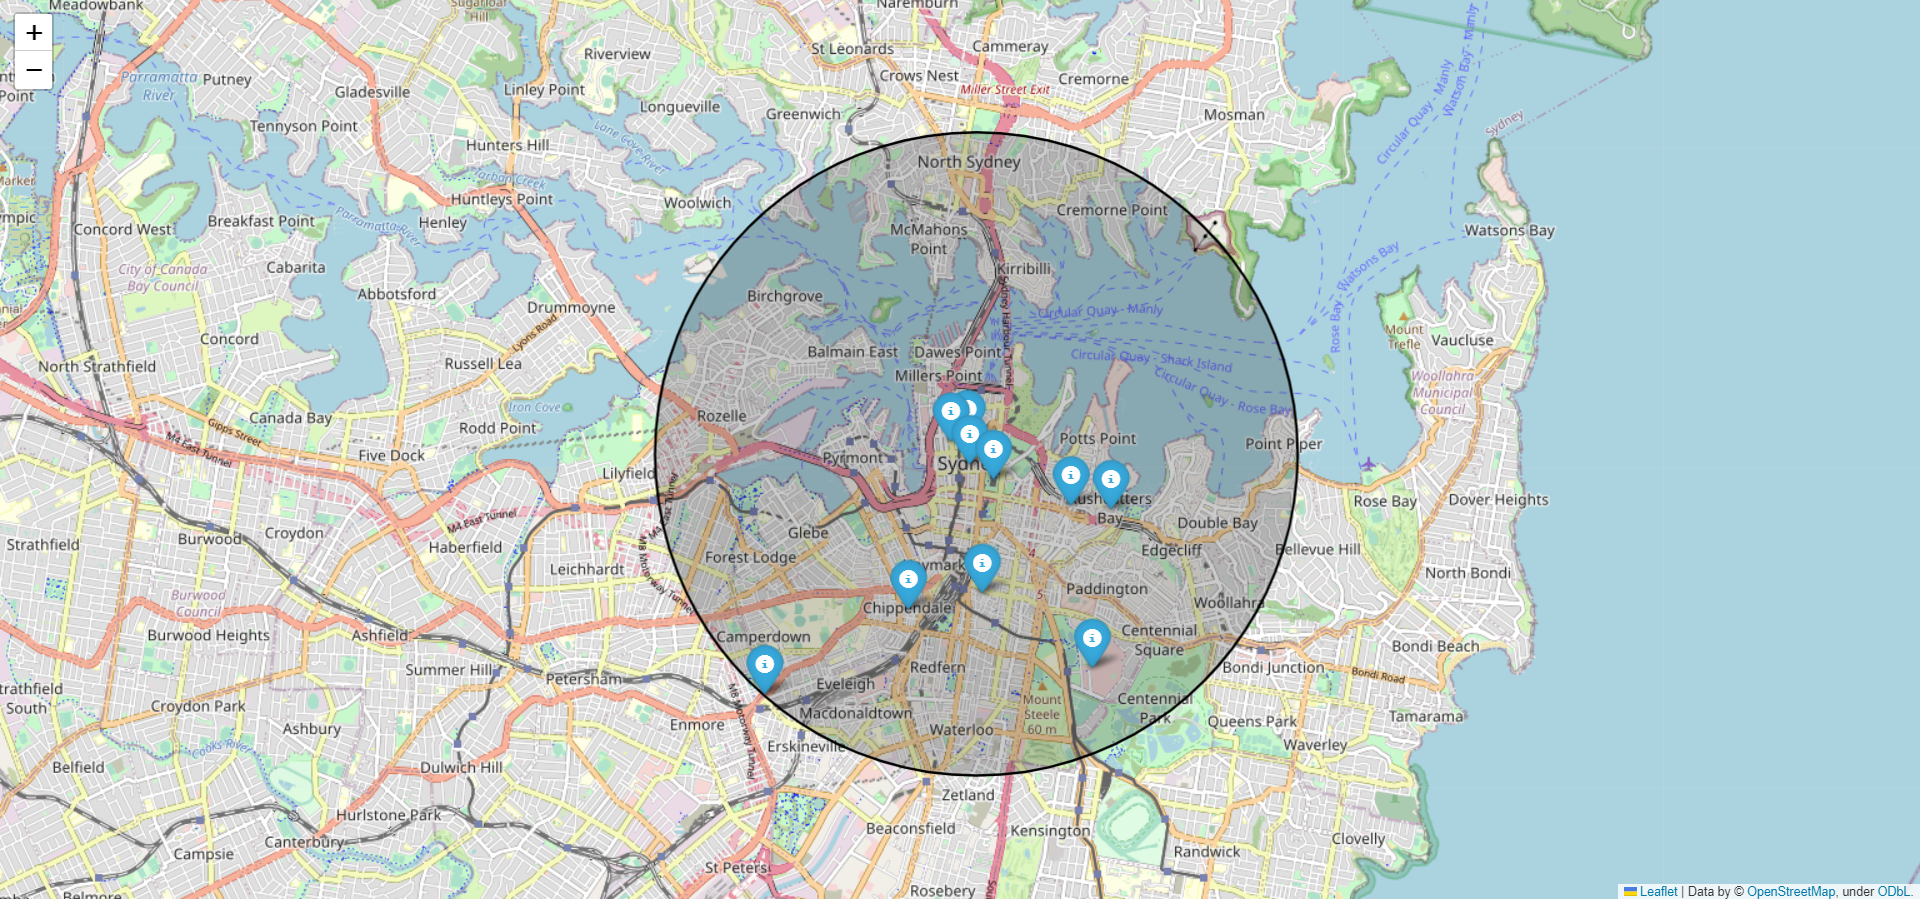 Meadowbank
Sugarloaf
Hill
Naremburn
+
−
Riverview
St Leonards
Cammeray
Crows Nest
Cremorne
Parramatta
River
Putney
Gladesville
Linley Point
Longueville
Miller Street Exit
Point
Greenwich
Mosman
Tennyson Point
Lane Cove River
Hunters Hill
Circular Quay - Manly
Watson Bay - Manly
Sydney
North Sydney
Tarban Creek
Huntleys Point
Woolwich
Cremorne Point
Concord West
Breakfast Point
Henley
Parramatta River
McMahons
Point
Watsons Bay
City of Canada
Bay Council
Cabarita
Kirribilli
Rose Bay - Watsons Bay
Abbotsford
Birchgrove
Drummoyne
Circular Quay - Manly
Sydney Harbour Tunnel
Concord
Lyons Road
Mount
Trefle
Vaucluse
Balmain East
Dawes Point
Circular Quay - Shark Island
North Strathfield
Russell Lea
Millers Point
Circular Quay - Rose Bay
Woollahra
Municipal
Council
Iron Cove
Canada Bay
Rozelle
Gipps Street
Rodd Point
Potts Point
Point Piper
M4 East Tunnel
Five Dock
Pyrmont
Lilyfield
Rose Bay
Dover Heights
M4 East Tunnel
Croydon
Bay
Double Bay
Burwood
Glebe
Strathfield
Haberfield
Forest Lodge
Edgecliff
Bellevue Hill
M8 Motorway Tunnel
Leichhardt
North Bondi
Paddington
Burwood
Council
Chippendale
Woollahra
Burwood Heights
Ashfield
Camperdown
Centennial
Square
Bondi Beach
Summer Hill
Petersham
Redfern
Bondi Junction
Bondi Road
South
Croydon Park
Eveleigh
Mount
Steele
60 m
Centennial
Park
Macdonaldtown
Tamarama
Ashbury
Enmore
Queens Park
M8 Motorway Tunnel
Waterloo
Cooks River
Erskineville
Waverley
Belfield
Dulwich Hill
Zetland
Hurlstone Park
Beaconsfield
Kensington
Canterbury
Clovelly
Campsie
Randwick
St Peters
Belmore
Rosebery
Leaflet | Data by © OpenStreetMap, under ODbL.